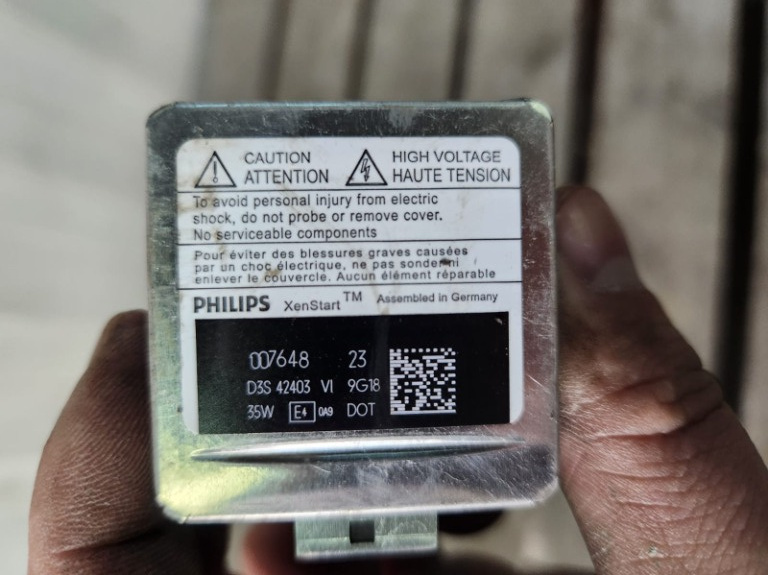 CAUTION
ATTENTION
HIGH VOLTAGE
HAUTE TENSION
To avoid personal injury from electric
shock, do not probe or remove cover.
No serviceable components
Pour éviter des blessures graves causées
par un choc électrique, ne pas sonder ni
enlever le couvercle. Aucun élément réparable
PHILIPS XenStart™ Assembled in Germany
007648 23
D3S 42403 VI 9G18
35W E4 0A9 DOT